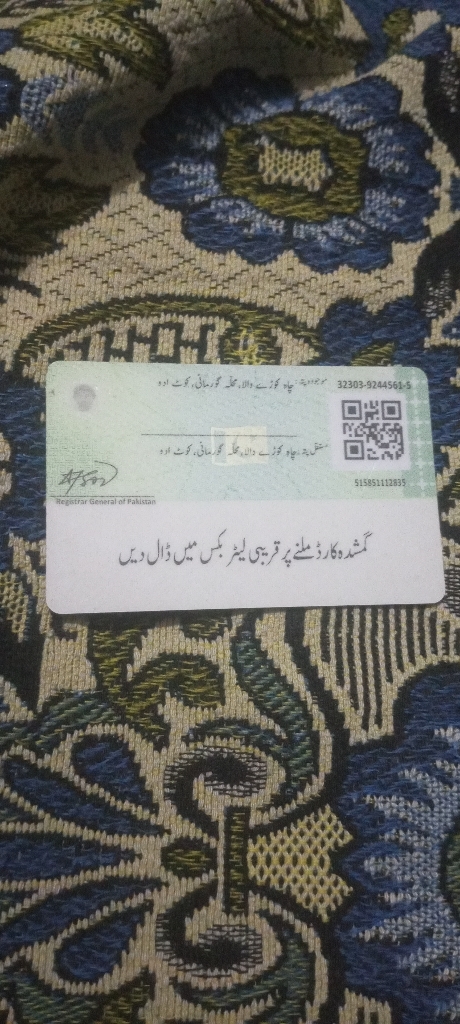 32303-9244561-5
موجودہ پتہ: چاہ کوڑے والا، محلہ گورمانی، کوٹ ادو
مستقل پتہ: چاہ کوڑے والا، محلہ گورمانی، کوٹ ادو
515851112835
Registrar General of Pakistan
گمشدہ کارڈ ملنے پر قریبی لیٹر بکس میں ڈال دیں